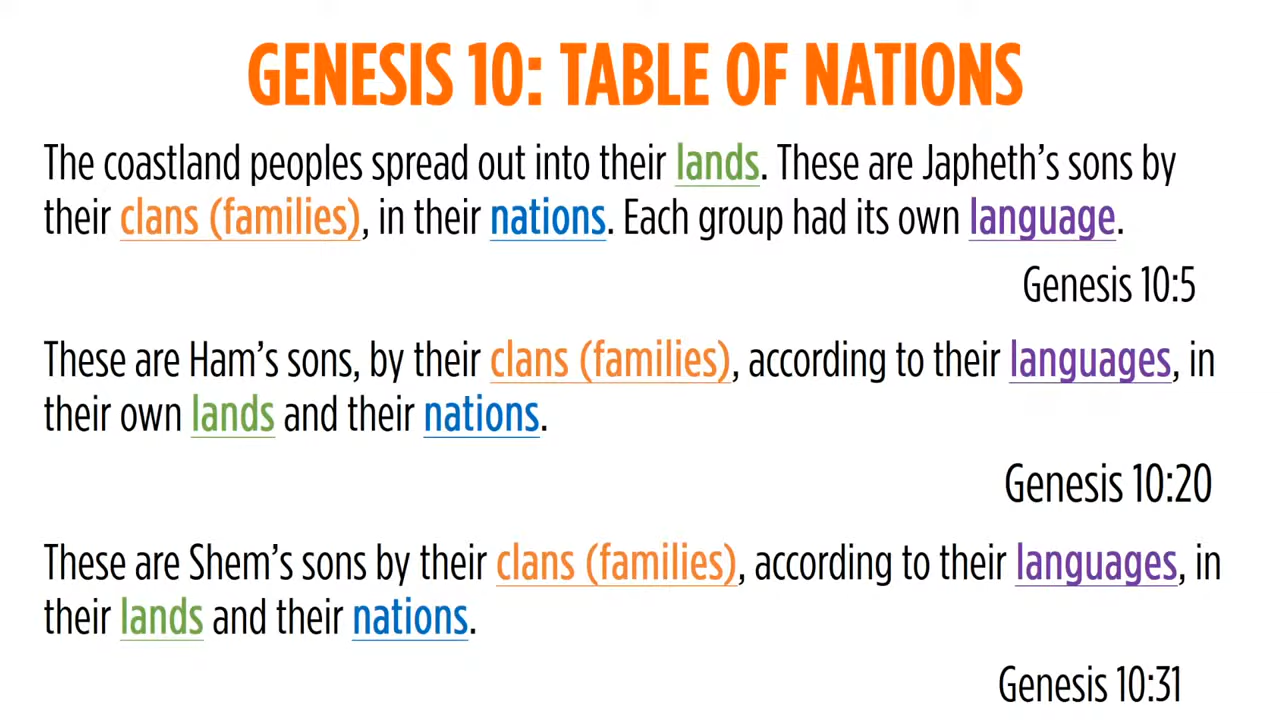 GENESIS 10: TABLE OF NATIONS
The coastland peoples spread out into their lands. These are Japheth’s sons by
their clans (families), in their nations. Each group had its own language.
Genesis 10:5
These are Ham’s sons, by their clans (families), according to their languages, in
their own lands and their nations.
Genesis 10:20
These are Shem’s sons by their clans (families), according to their languages, in
their lands and their nations.
Genesis 10:31